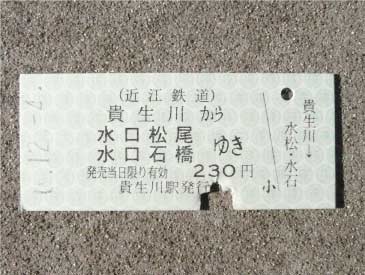 (近江鉄道)
貴生川から
水口松尾
水口石橋 ゆき
発売当日限り有効 230円
貴生川駅発行
小
貴生川→
水松・水石